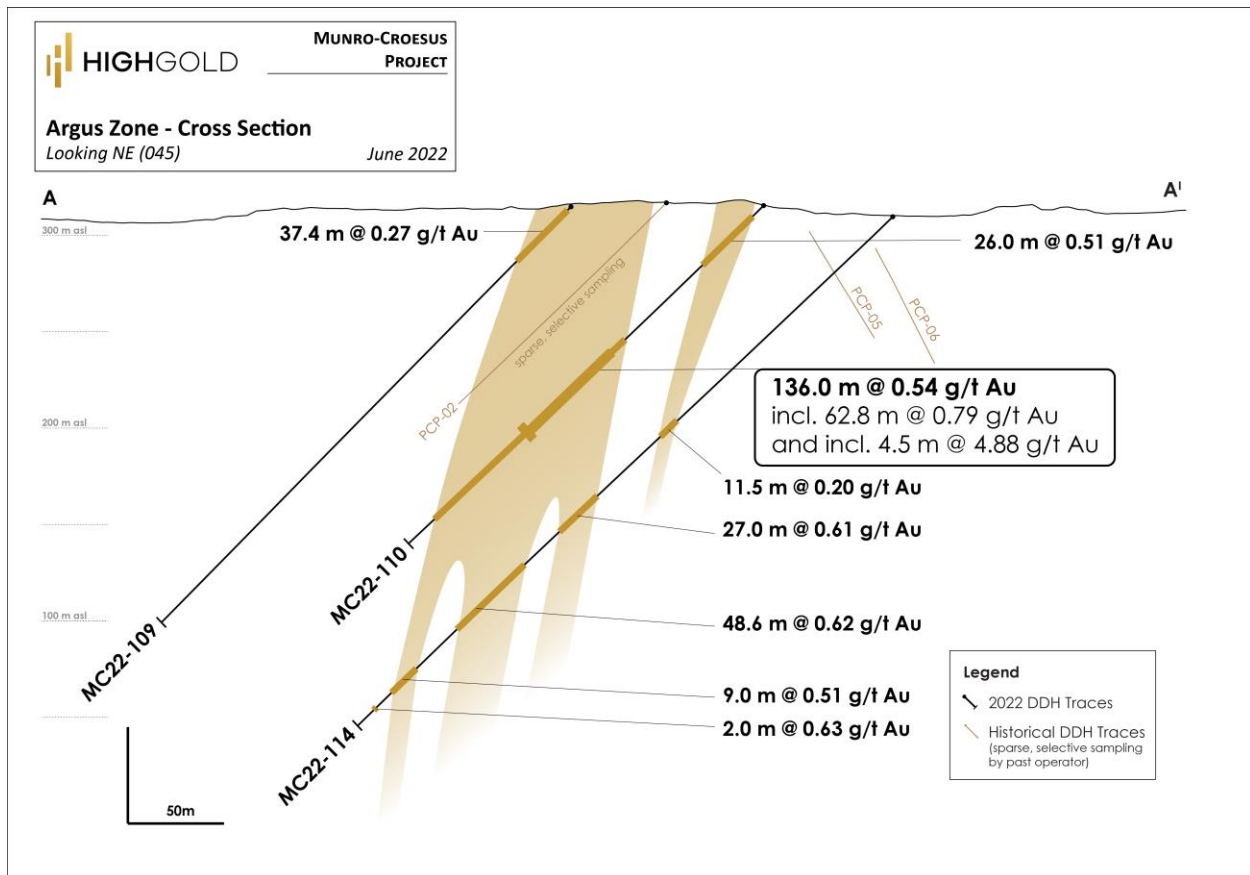 HIGHGOLD
MUNRO-CROESUS
PROJECT
Argus Zone - Cross Section
Looking NE (045)
June 2022
A
A'
300 m asl
37.4 m @ 0.27 g/t Au
26.0 m @ 0.51 g/t Au
sparse, selective sampling
PCP-05
PCP-06
PCP-02
136.0 m @ 0.54 g/t Au
incl. 62.8 m @ 0.79 g/t Au
and incl. 4.5 m @ 4.88 g/t Au
200 m asl
11.5 m @ 0.20 g/t Au
27.0 m @ 0.61 g/t Au
MC22-110
100 m asl
48.6 m @ 0.62 g/t Au
MC22-109
9.0 m @ 0.51 g/t Au
2.0 m @ 0.63 g/t Au
MC22-114
50m
Legend
2022 DDH Traces
Historical DDH Traces
(sparse, selective sampling
by past operator)